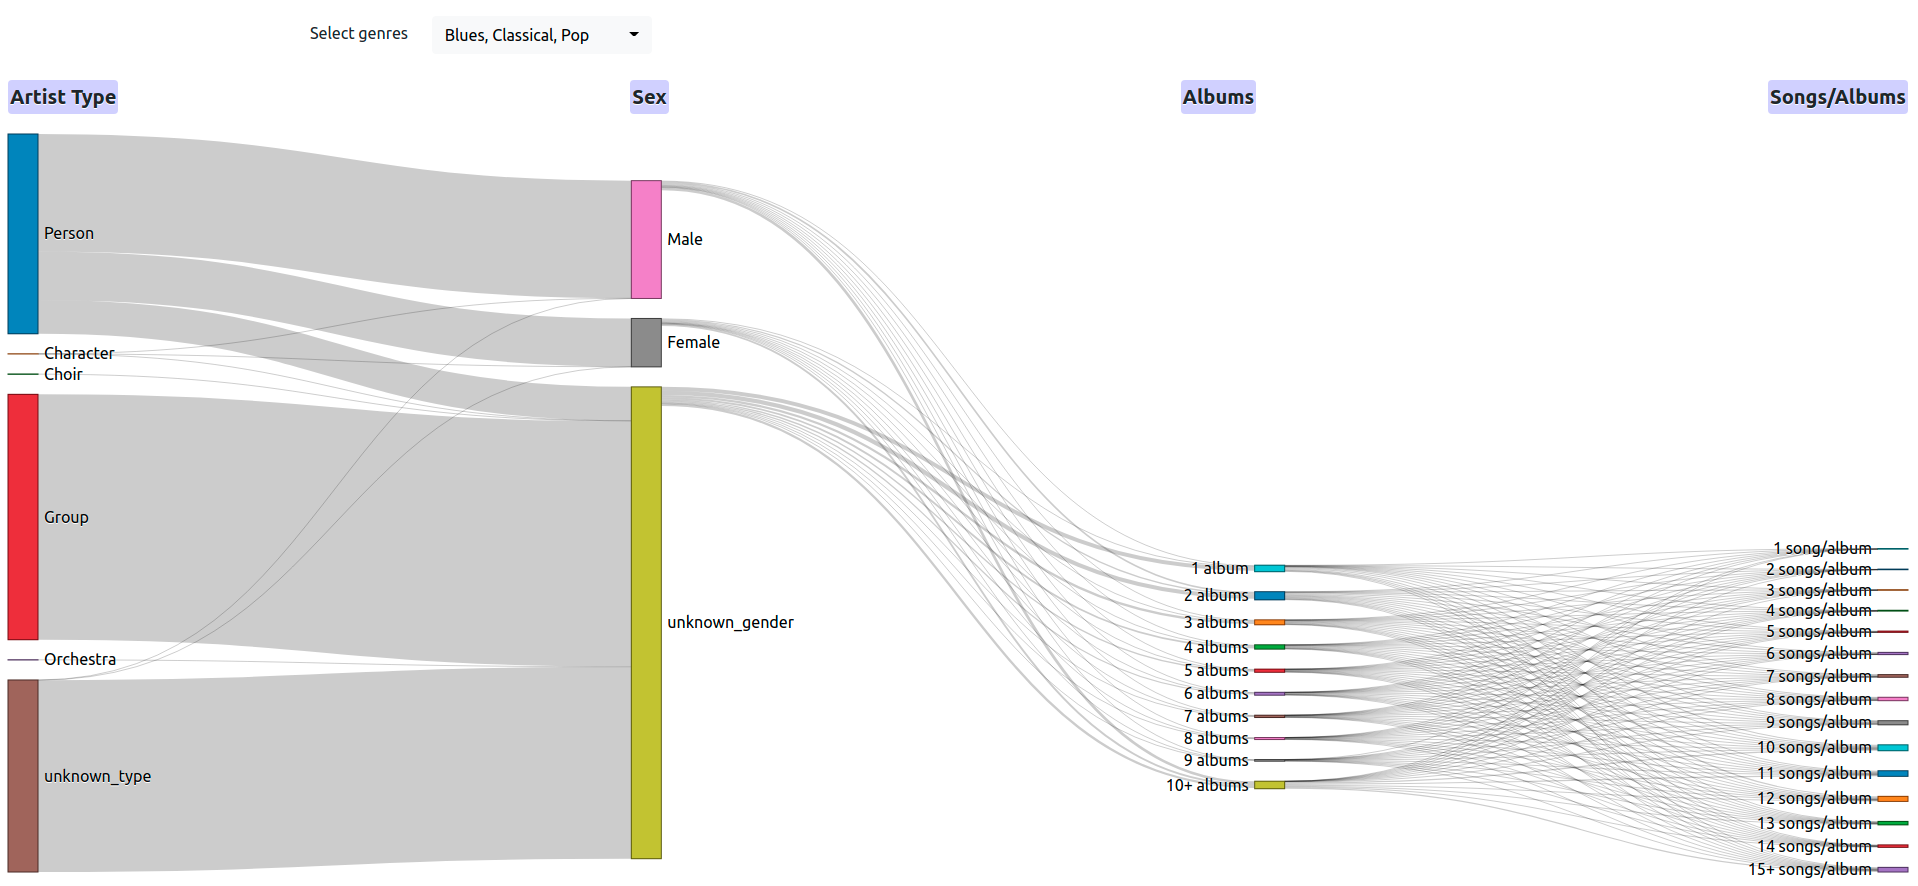 Select genres
Blues, Classical, Pop
Artist Type
Sex
Albums
Songs/Albums
Person
Character
Choir
Group
Orchestra
unknown_type
Male
Female
unknown_gender
1 album
2 albums
3 albums
4 albums
5 albums
6 albums
7 albums
8 albums
9 albums
10+ albums
1 song/album
2 songs/album
3 songs/album
4 songs/album
5 songs/album
6 songs/album
7 songs/album
8 songs/album
9 songs/album
10 songs/album
11 songs/album
12 songs/album
13 songs/album
14 songs/album
15+ songs/album